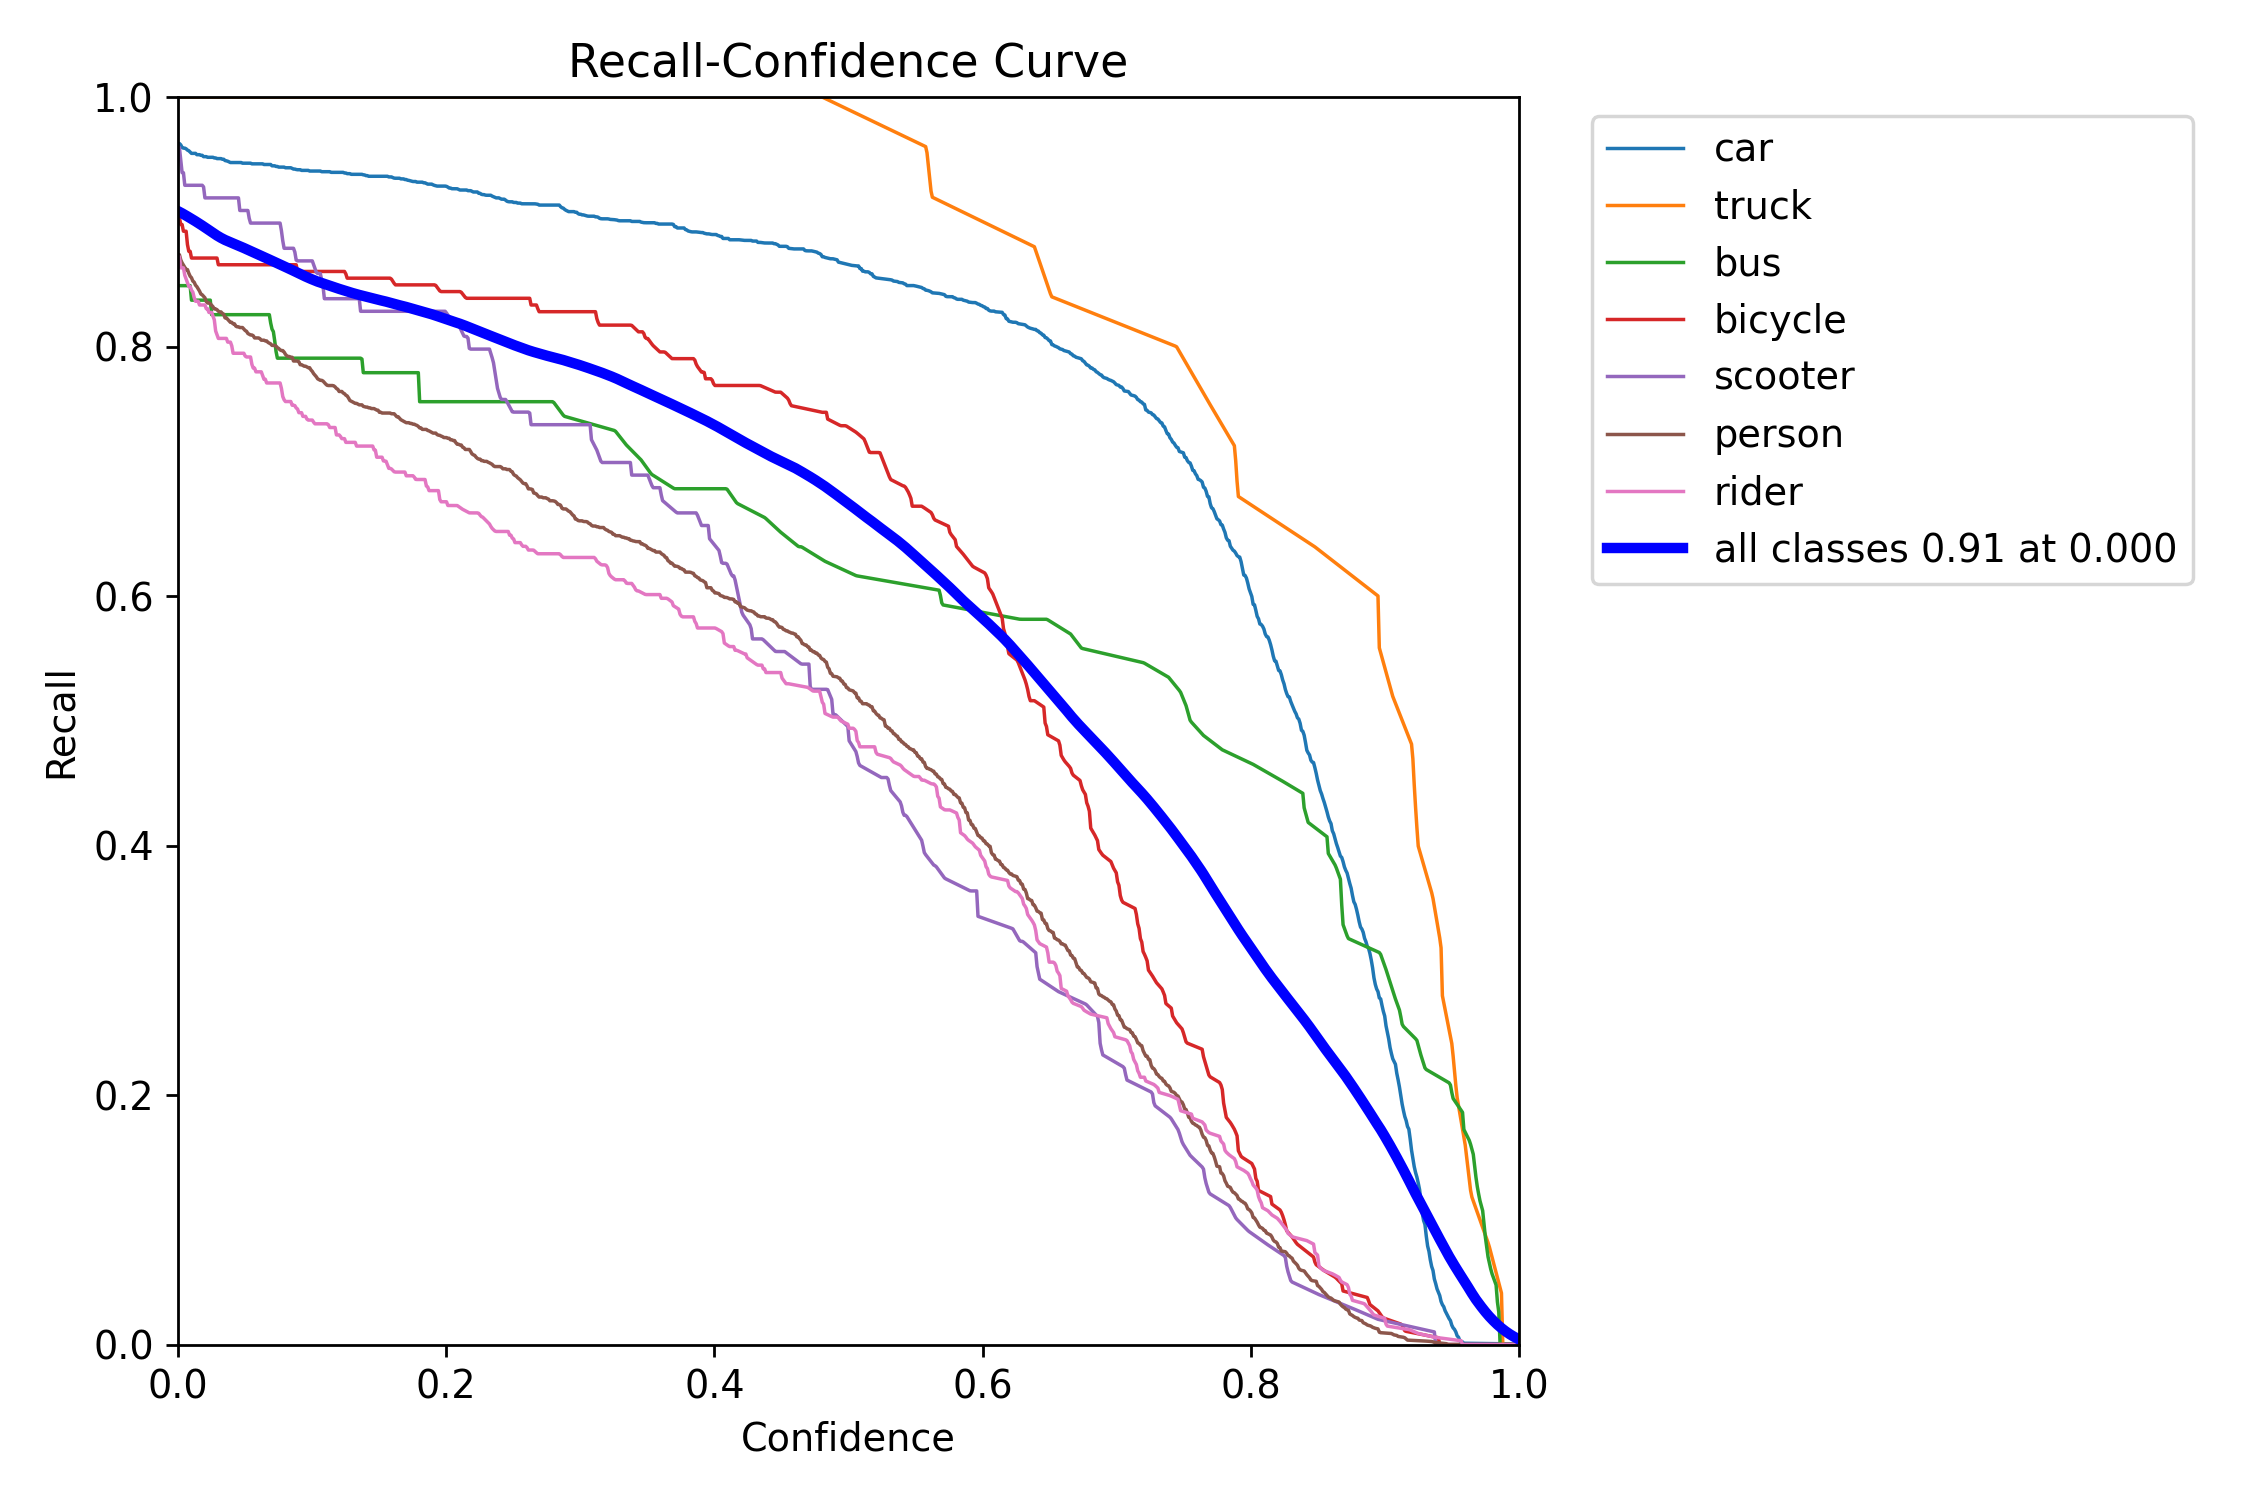 Recall-Confidence Curve
1.0
0.8
0.6
0.4
0.2
0.0
Recall
0.0 0.2 0.4 0.6 0.8 1.0
Confidence
car
truck
bus
bicycle
scooter
person
rider
all classes 0.91 at 0.000